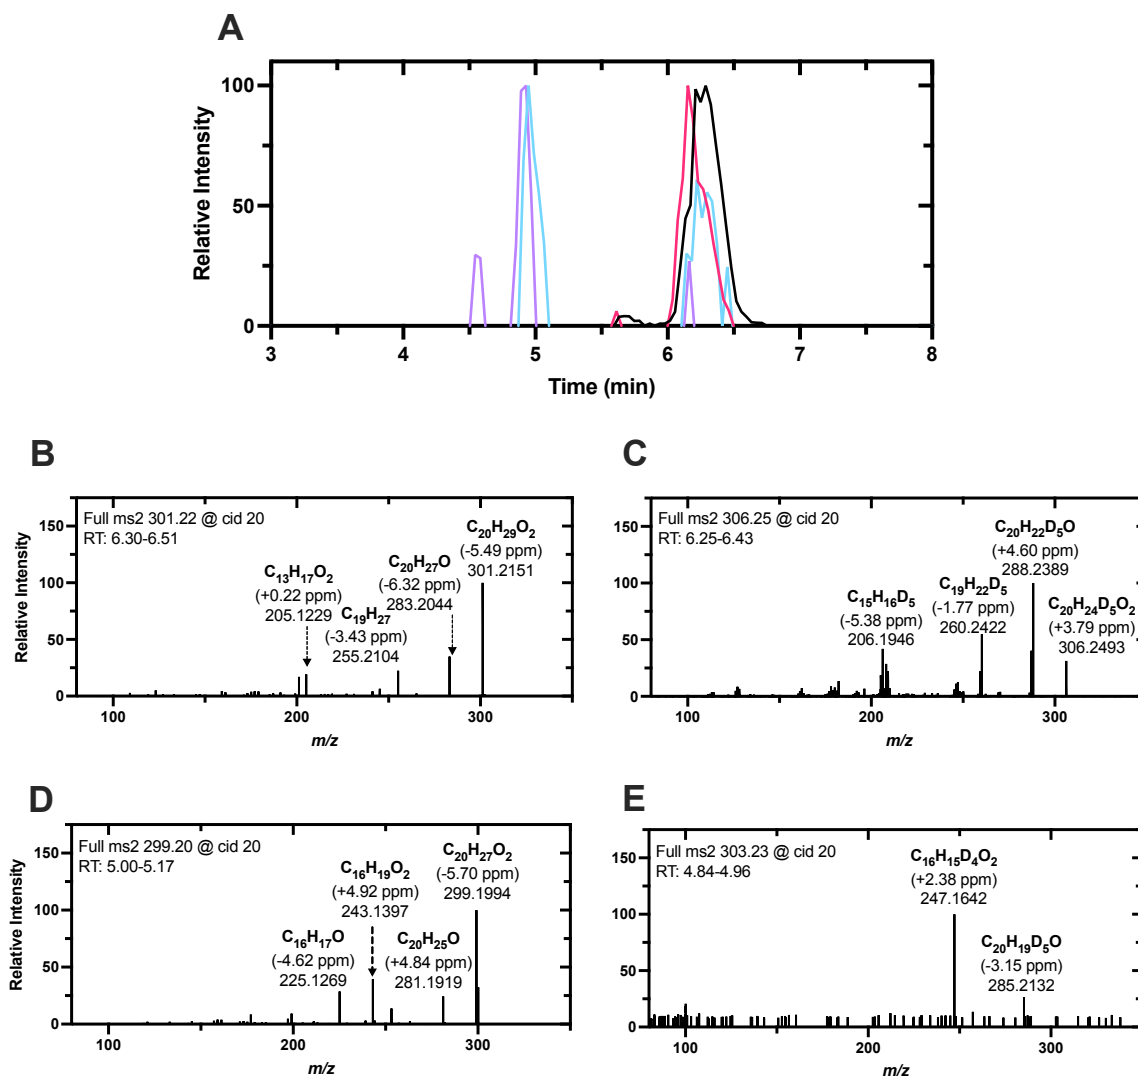 A
Relative Intensity
100
50
0
3
4
5
6
7
8
Time (min)
B
Relative Intensity
150
100
50
0
Full ms2 301.22 @ cid 20
RT: 6.30-6.51
C13H17O2
(+0.22 ppm)
205.1229
C19H27
(-3.43 ppm)
255.2104
C20H27O
(-6.32 ppm)
283.2044
C20H29O2
(-5.49 ppm)
301.2151
100
200
300
m/z
C
150
100
50
0
Full ms2 306.25 @ cid 20
RT: 6.25-6.43
C15H16D5
(-5.38 ppm)
206.1946
C19H22D5
(-1.77 ppm)
260.2422
C20H22D5O
(+4.60 ppm)
288.2389
C20H24D5O2
(+3.79 ppm)
306.2493
100
200
300
m/z
D
Relative Intensity
150
100
50
0
Full ms2 299.20 @ cid 20
RT: 5.00-5.17
C16H17O
(-4.62 ppm)
225.1269
C16H19O2
(+4.92 ppm)
243.1397
C20H25O
(+4.84 ppm)
281.1919
C20H27O2
(-5.70 ppm)
299.1994
100
200
300
m/z
E
150
100
50
0
Full ms2 303.23 @ cid 20
RT: 4.84-4.96
C16H15D4O2
(+2.38 ppm)
247.1642
C20H19D5O
(-3.15 ppm)
285.2132
100
200
300
m/z